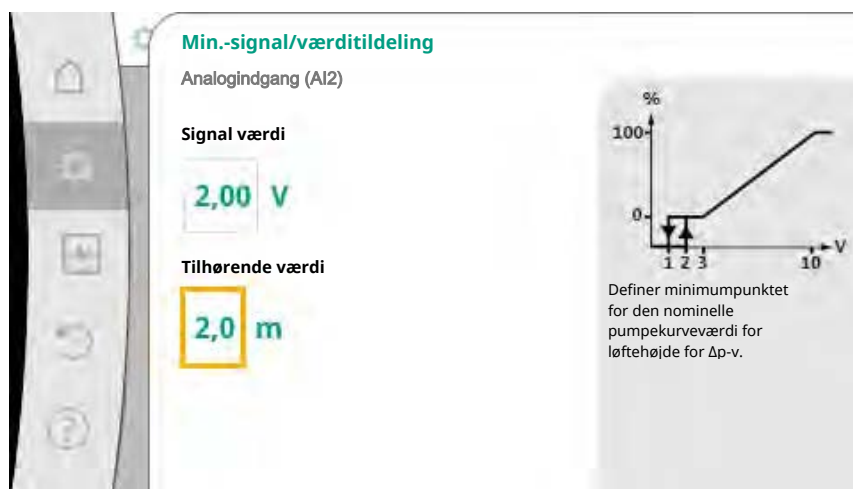 Min.-signal/værditildeling
Analogindgang (AI2)
Signal værdi
2,00 V
Tilhørende værdi
2,0 m
%
100
0
1 2 3 10 V
Definer minimumpunktet
for den nominelle
pumpekurveværdi for
løftehøjde for Δp-v.
?